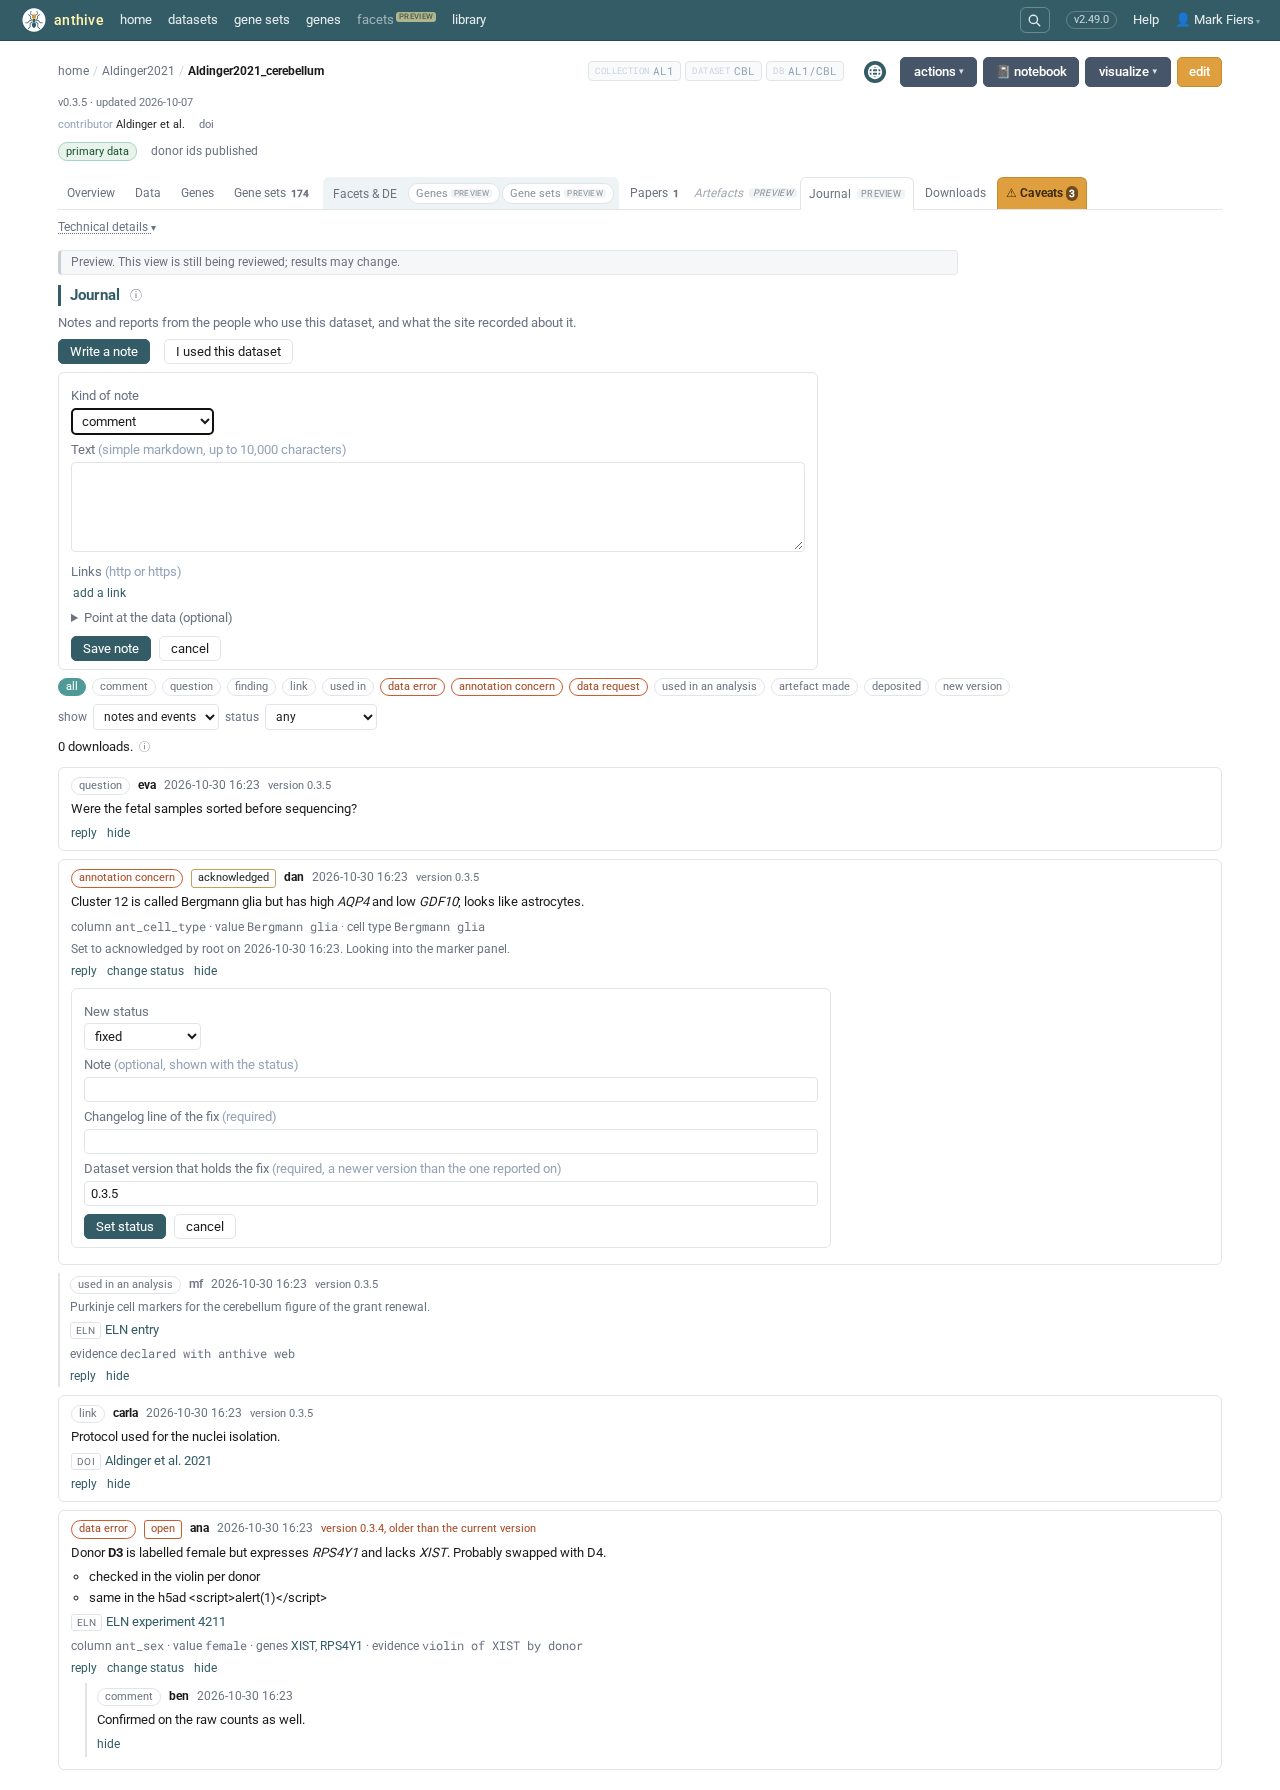 anthive home datasets gene sets genes facets PREVIEW library v2.49.0 Help Mark Fiers
home / Aldinger2021 / Aldinger2021_cerebellum COLLECTION AL1 DATASET CBL DB AL1/CBL actions ▾ notebook visualize ▾ edit
v0.3.5 · updated 2026-10-07
contributor Aldinger et al. doi
primary data donor ids published
Overview Data Genes Gene sets 174 Facets & DE Genes PREVIEW Gene sets PREVIEW Papers 1 Artefacts PREVIEW Journal PREVIEW Downloads ⚠ Caveats 3
Technical details ▾
Preview. This view is still being reviewed; results may change.
Journal ⓘ
Notes and reports from the people who use this dataset, and what the site recorded about it.
Write a note I used this dataset
Kind of note
comment
Text (simple markdown, up to 10,000 characters)
Links (http or https)
add a link
▶ Point at the data (optional)
Save note cancel
all comment question finding link used in data error annotation concern data request used in an analysis artefact made deposited new version
show notes and events status any
0 downloads. ⓘ
question eva 2026-10-30 16:23 version 0.3.5
Were the fetal samples sorted before sequencing?
reply hide
annotation concern acknowledged dan 2026-10-30 16:23 version 0.3.5
Cluster 12 is called Bergmann glia but has high AQP4 and low GDF10; looks like astrocytes.
column ant_cell_type · value Bergmann glia · cell type Bergmann glia
Set to acknowledged by root on 2026-10-30 16:23. Looking into the marker panel.
reply change status hide
New status
fixed
Note (optional, shown with the status)
Changelog line of the fix (required)
Dataset version that holds the fix (required, a newer version than the one reported on)
0.3.5
Set status cancel
used in an analysis mf 2026-10-30 16:23 version 0.3.5
Purkinje cell markers for the cerebellum figure of the grant renewal.
ELN ELN entry
evidence declared with anthive web
reply hide
link carla 2026-10-30 16:23 version 0.3.5
Protocol used for the nuclei isolation.
DOI Aldinger et al. 2021
reply hide
data error open ana 2026-10-30 16:23 version 0.3.4, older than the current version
Donor D3 is labelled female but expresses RPS4Y1 and lacks XIST. Probably swapped with D4.
checked in the violin per donor
same in the h5ad <script>alert(1)</script>
ELN ELN experiment 4211
column ant_sex · value female · genes XIST, RPS4Y1 · evidence violin of XIST by donor
reply change status hide
comment ben 2026-10-30 16:23
Confirmed on the raw counts as well.
hide